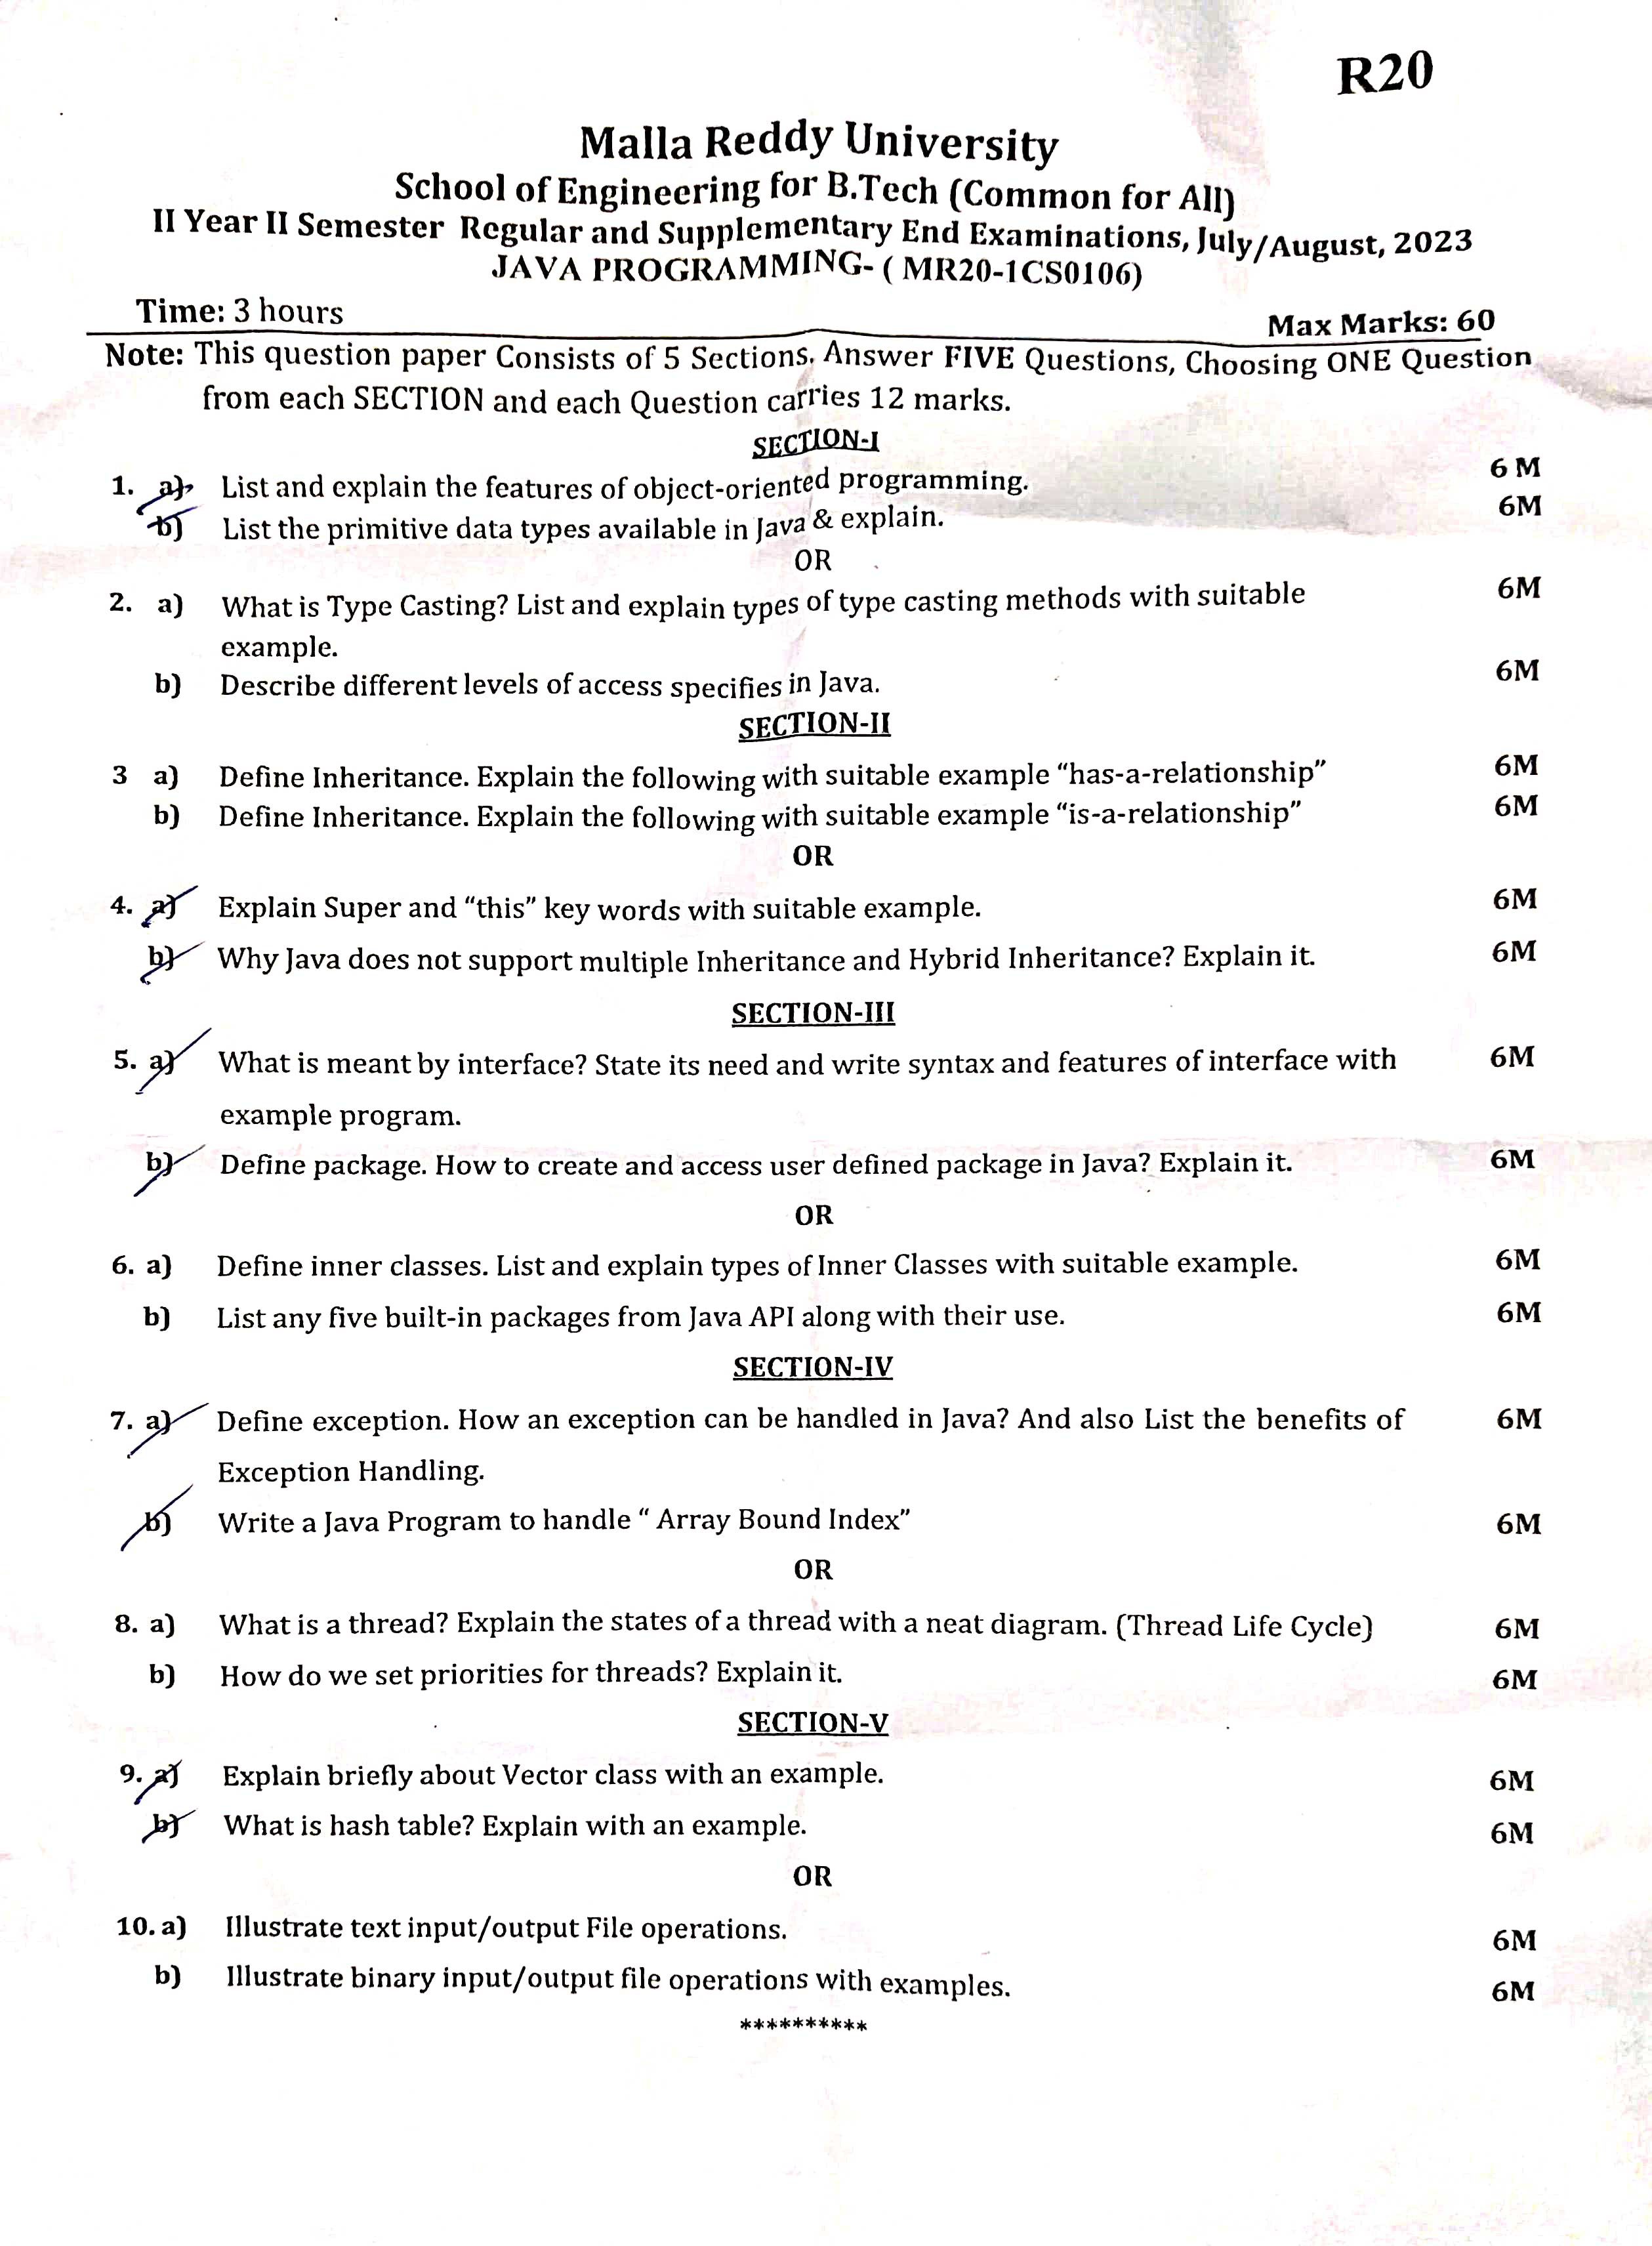 R20
Malla Reddy University
School of Engineering for B.Tech (Common for All)
II Year II Semester Regular and Supplementary End Examinations, July/August, 2023
JAVA PROGRAMMING- ( MR20-1CS0106)
Time: 3 hours Max Marks: 60
Note: This question paper Consists of 5 Sections. Answer FIVE Questions, Choosing ONE Question
from each SECTION and each Question carries 12 marks.
SECTION-I
1. a) List and explain the features of object-oriented programming. 6 M
b) List the primitive data types available in Java & explain. 6M
OR
2. a) What is Type Casting? List and explain types of type casting methods with suitable 6M
example.
b) Describe different levels of access specifies in Java. 6M
SECTION-II
3 a) Define Inheritance. Explain the following with suitable example “has-a-relationship” 6M
b) Define Inheritance. Explain the following with suitable example “is-a-relationship” 6M
OR
4. a) Explain Super and “this” key words with suitable example. 6M
b) Why Java does not support multiple Inheritance and Hybrid Inheritance? Explain it. 6M
SECTION-III
5. a) What is meant by interface? State its need and write syntax and features of interface with 6M
example program.
b) Define package. How to create and access user defined package in Java? Explain it. 6M
OR
6. a) Define inner classes. List and explain types of Inner Classes with suitable example. 6M
b) List any five built-in packages from Java API along with their use. 6M
SECTION-IV
7. a) Define exception. How an exception can be handled in Java? And also List the benefits of 6M
Exception Handling.
b) Write a Java Program to handle “ Array Bound Index” 6M
OR
8. a) What is a thread? Explain the states of a thread with a neat diagram. (Thread Life Cycle) 6M
b) How do we set priorities for threads? Explain it. 6M
SECTION-V
9. a) Explain briefly about Vector class with an example. 6M
b) What is hash table? Explain with an example. 6M
OR
10. a) Illustrate text input/output File operations. 6M
b) Illustrate binary input/output file operations with examples. 6M
**********